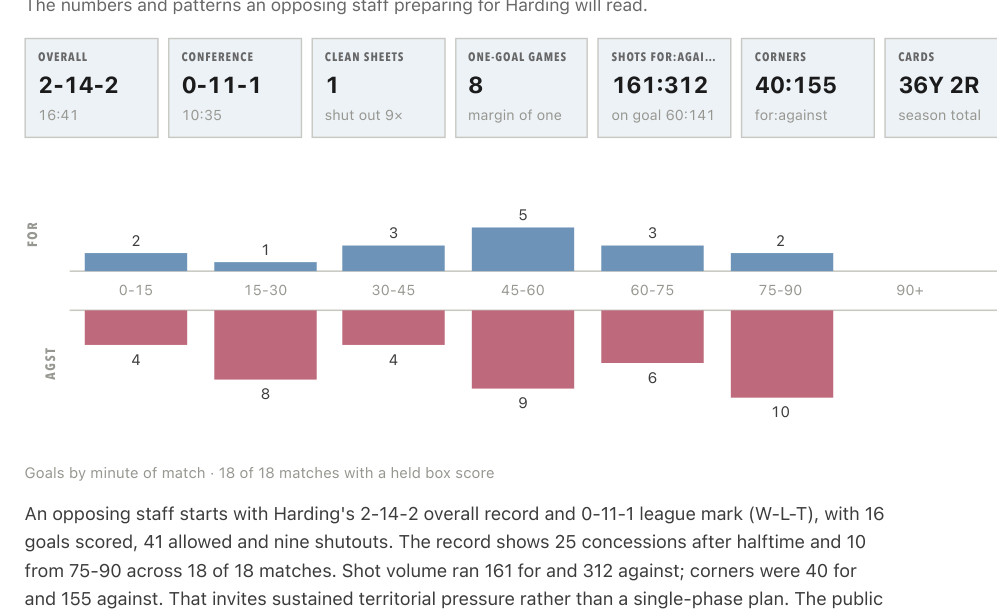 The numbers and patterns an opposing staff preparing for Harding will read.
OVERALL
2-14-2
16:41
CONFERENCE
0-11-1
10:35
CLEAN SHEETS
1
shut out 9×
ONE-GOAL GAMES
8
margin of one
SHOTS FOR:AGAI...
161:312
on goal 60:141
CORNERS
40:155
for:against
CARDS
36Y 2R
season total
FOR
2 1 3 5 3 2
0-15 15-30 30-45 45-60 60-75 75-90 90+
AGST
4 8 4 9 6 10
Goals by minute of match · 18 of 18 matches with a held box score
An opposing staff starts with Harding's 2-14-2 overall record and 0-11-1 league mark (W-L-T), with 16
goals scored, 41 allowed and nine shutouts. The record shows 25 concessions after halftime and 10
from 75-90 across 18 of 18 matches. Shot volume ran 161 for and 312 against; corners were 40 for
and 155 against. That invites sustained territorial pressure rather than a single-phase plan. The public